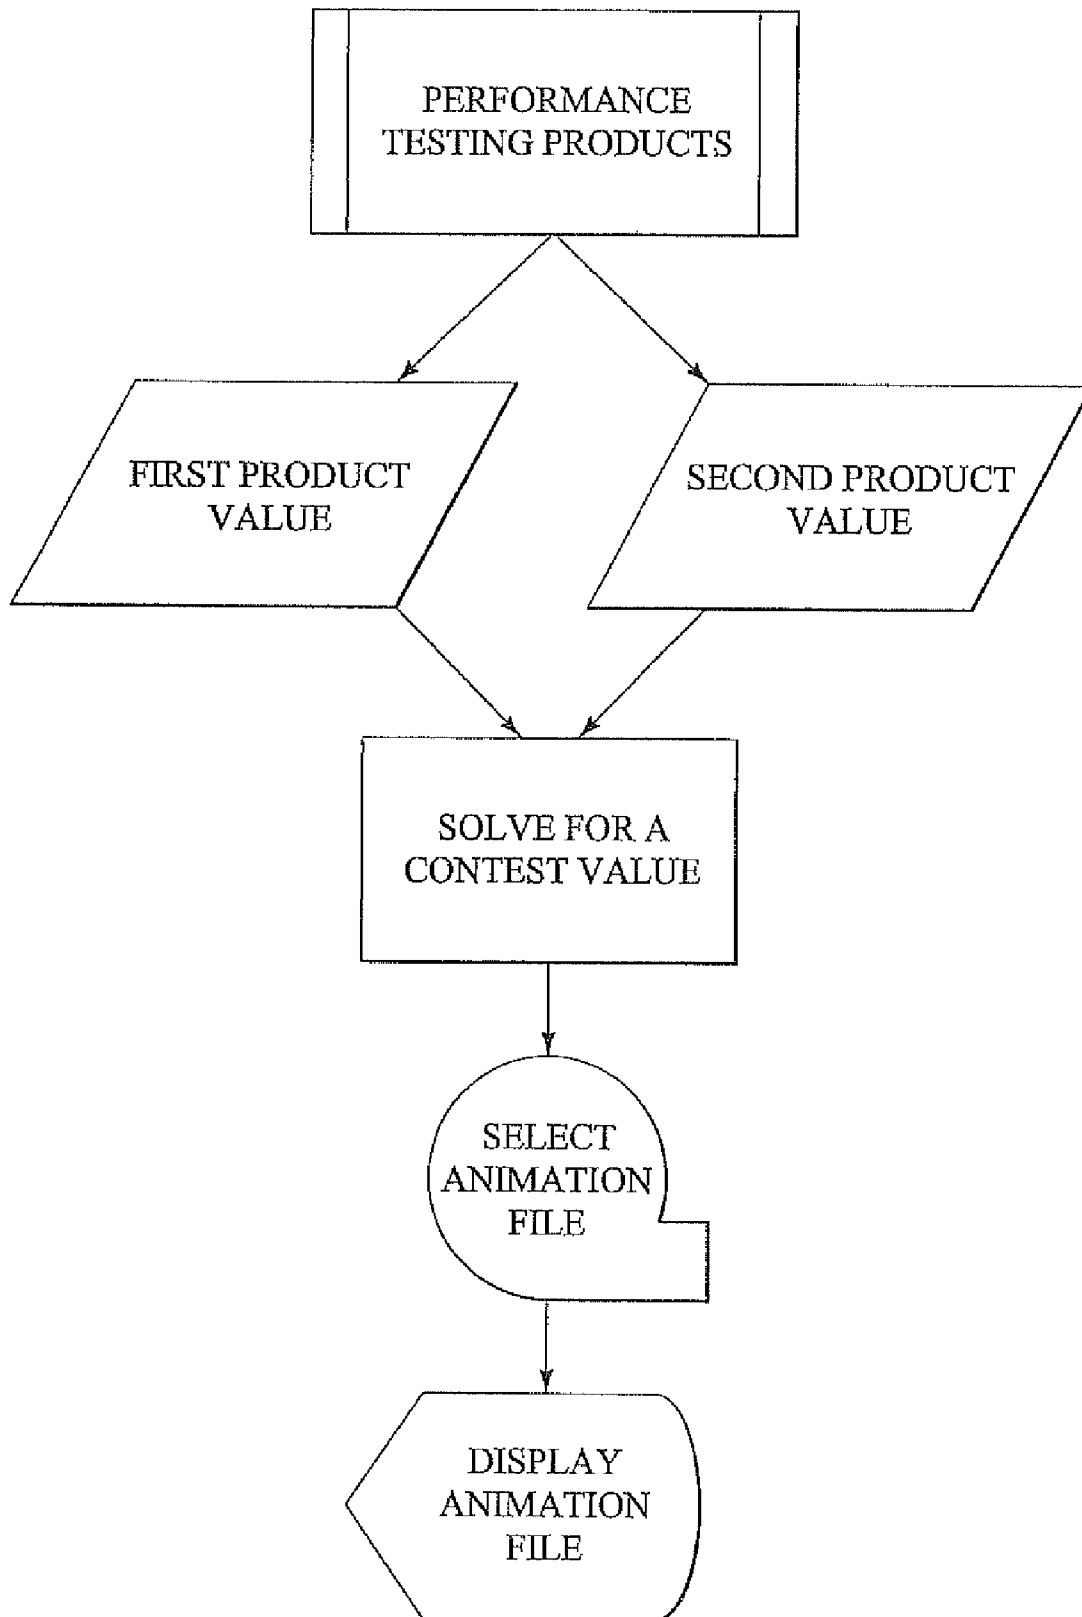 PERFORMANCE
TESTING PRODUCTS
FIRST PRODUCT
VALUE
SECOND PRODUCT
VALUE
SOLVE FOR A
CONTEST VALUE
SELECT
ANIMATION
FILE
DISPLAY
ANIMATION
FILE